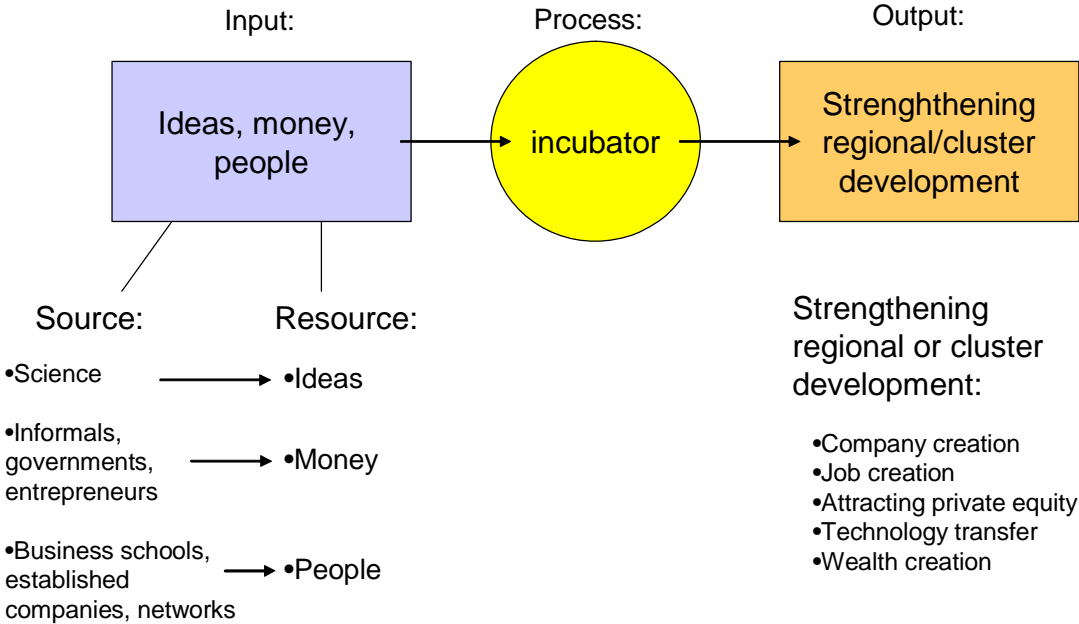 Input:
Process:
Output:
Ideas, money,
people
incubator
Strenghthening
regional/cluster
development
Source:
Resource:
•Science
•Ideas
•Informals,
governments,
entrepreneurs
•Money
•Business schools,
established
companies, networks
•People
Strengthening
regional or cluster
development:
•Company creation
•Job creation
•Attracting private equity
•Technology transfer
•Wealth creation